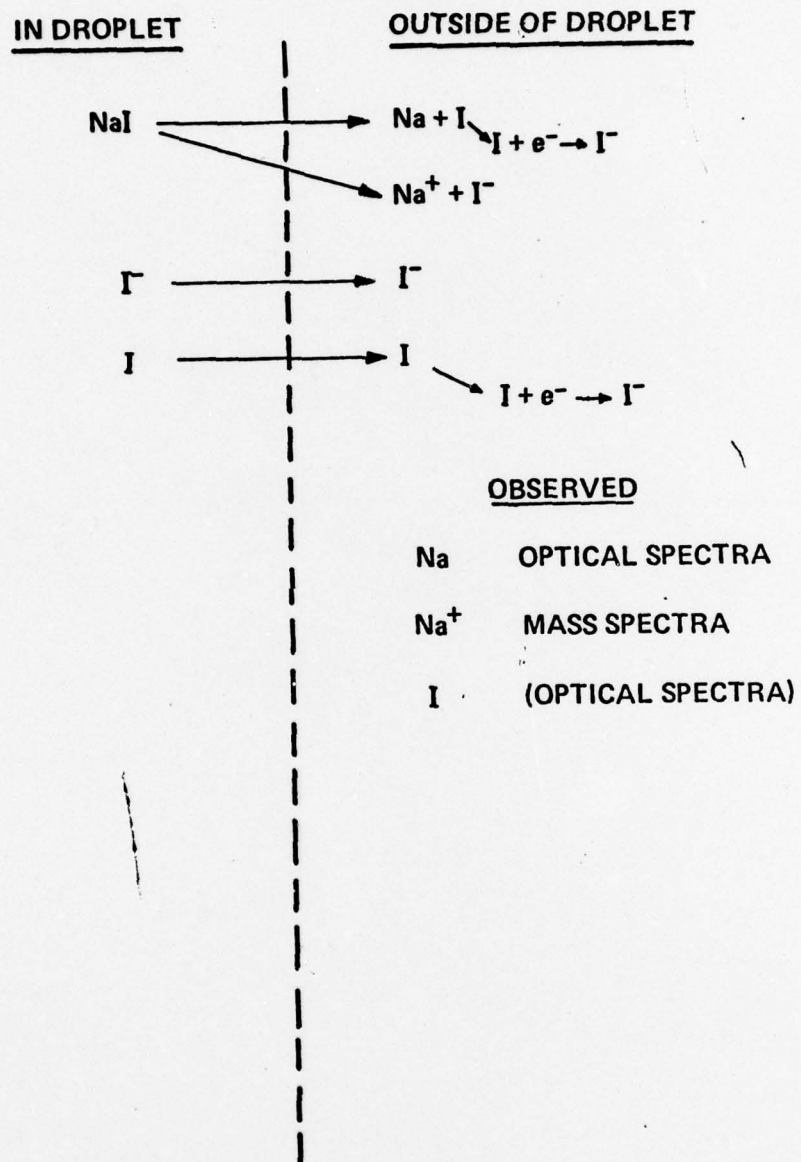 IN DROPLET OUTSIDE OF DROPLET
NaI → Na + I
I + e⁻ → I⁻
Na⁺ + I⁻
I⁻ → I⁻
I → I
I + e⁻ → I⁻
OBSERVED
Na OPTICAL SPECTRA
Na⁺ MASS SPECTRA
I (OPTICAL SPECTRA)